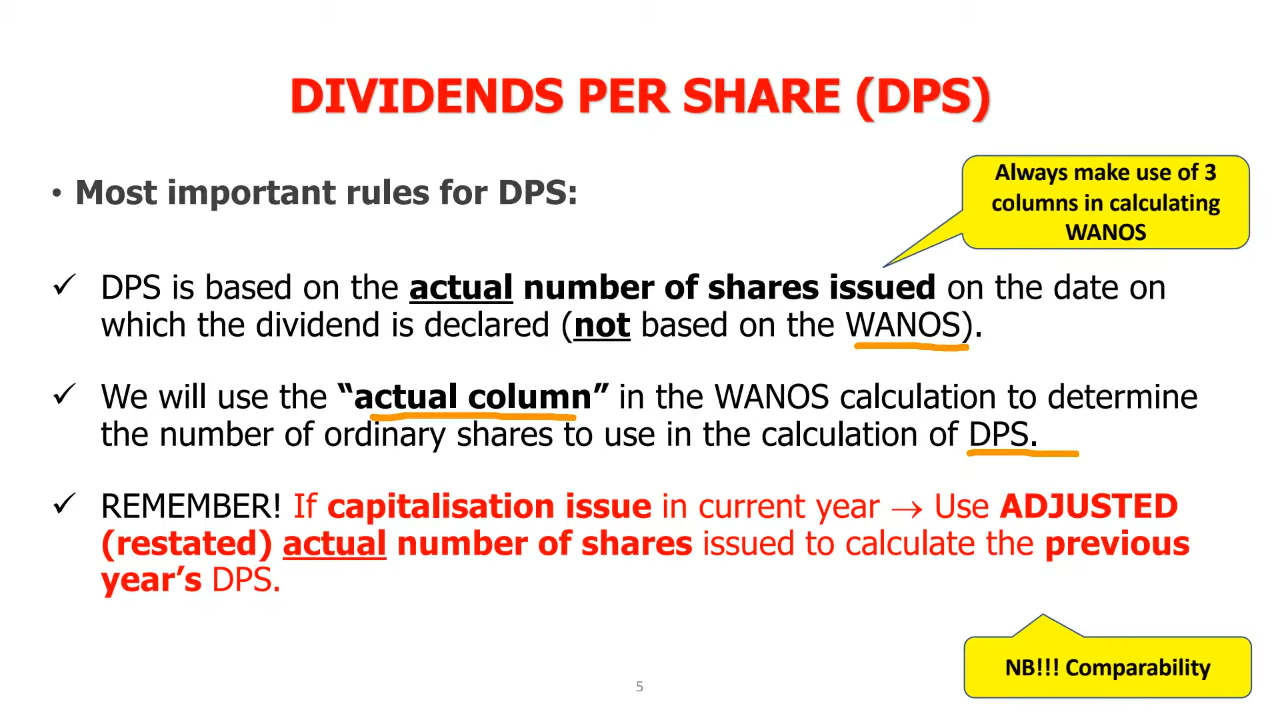 DIVIDENDS PER SHARE (DPS)
• Most important rules for DPS:
Always make use of 3
columns in calculating
WANOS
✓ DPS is based on the actual number of shares issued on the date on
which the dividend is declared (not based on the WANOS).
✓ We will use the “actual column” in the WANOS calculation to determine
the number of ordinary shares to use in the calculation of DPS.
✓ REMEMBER! If capitalisation issue in current year → Use ADJUSTED
(restated) actual number of shares issued to calculate the previous
year’s DPS.
NB!!! Comparability
5